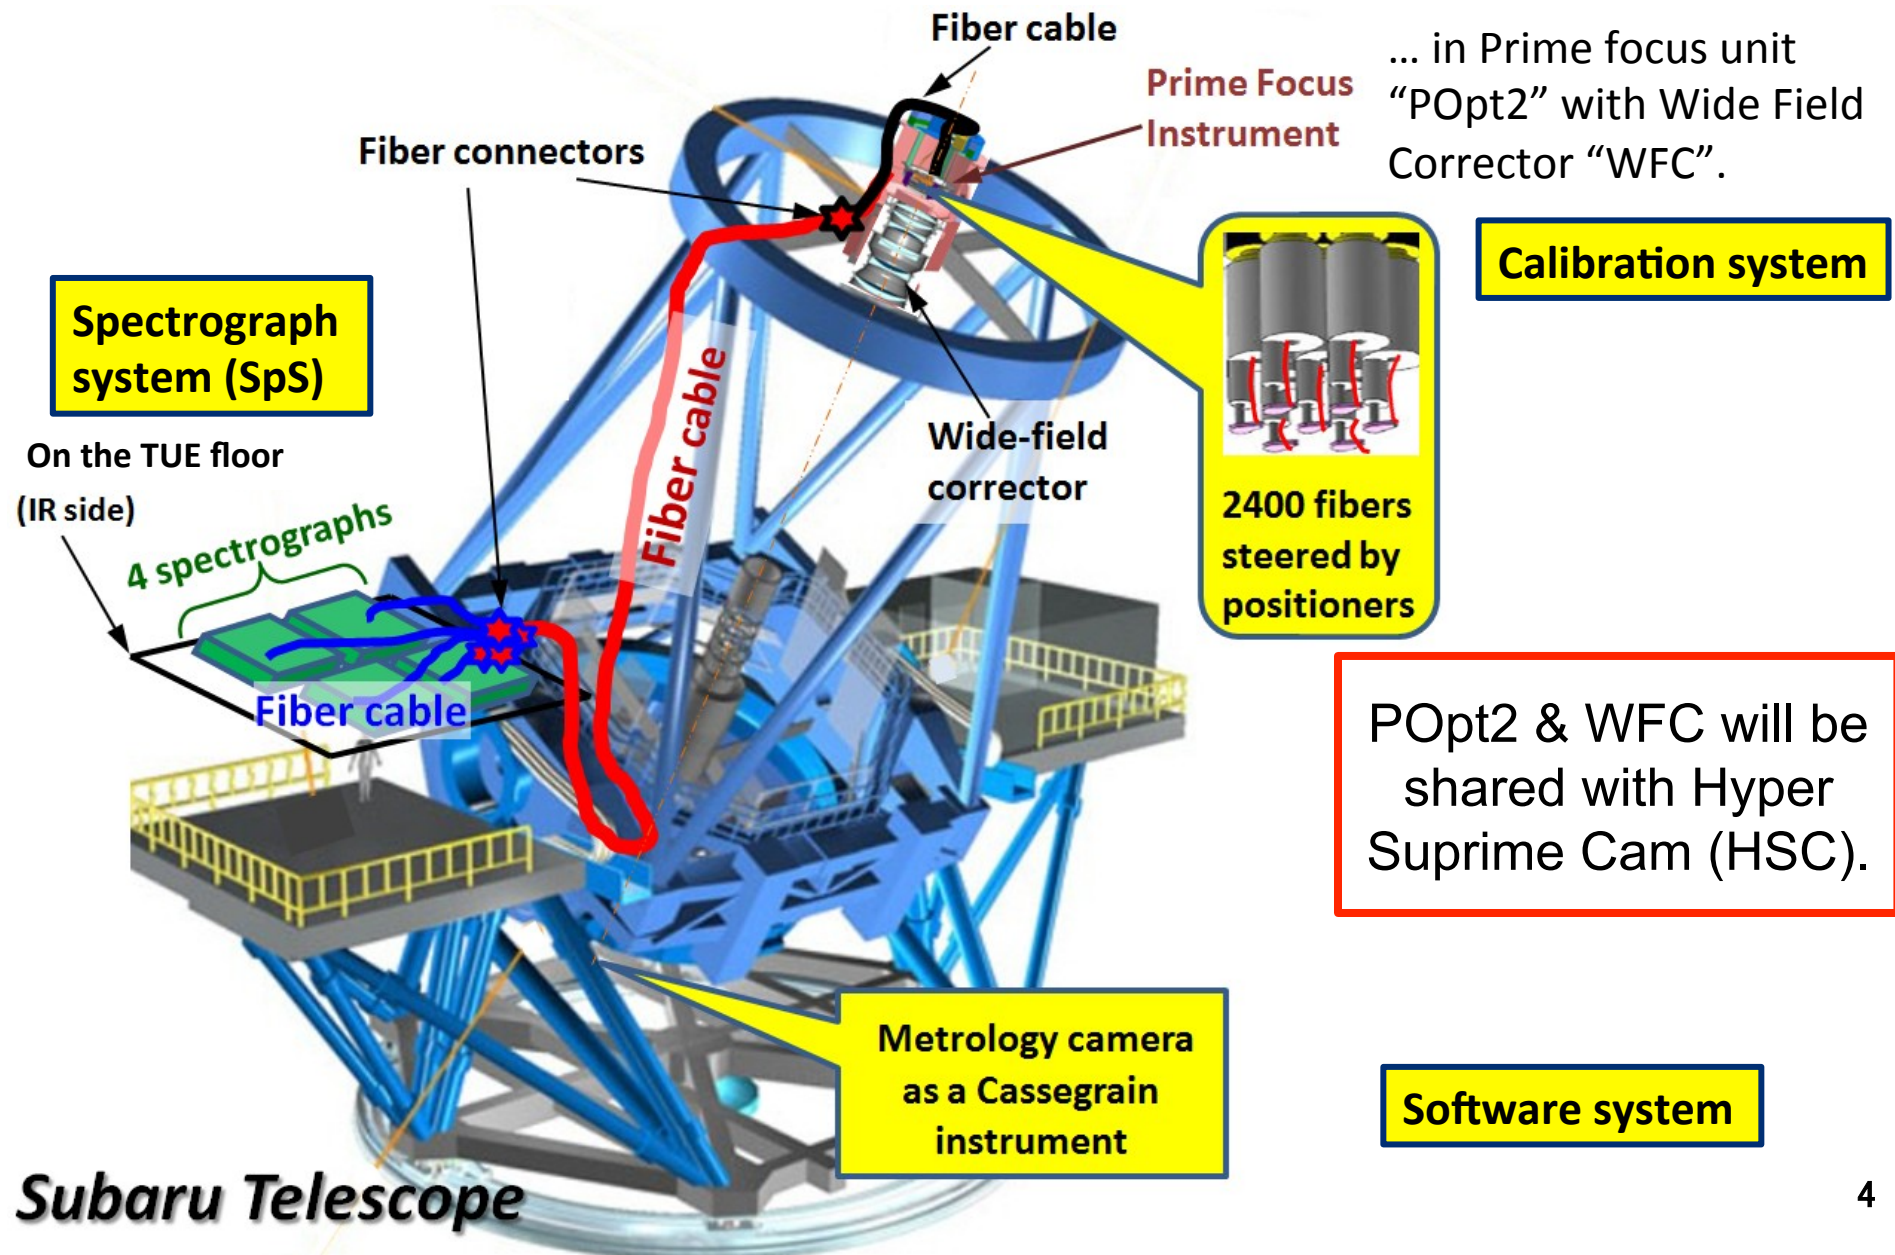 Fiber cable
… in Prime focus unit
“POpt2” with Wide Field
Corrector “WFC”.
Prime Focus
Instrument
Fiber connectors
Calibration system
Spectrograph
system (SpS)
On the TUE floor
(IR side)
4 spectrographs
Fiber cable
Fiber cable
Wide-field
corrector
2400 fibers
steered by
positioners
POpt2 & WFC will be
shared with Hyper
Suprime Cam (HSC).
Metrology camera
as a Cassegrain
instrument
Software system
Subaru Telescope
4